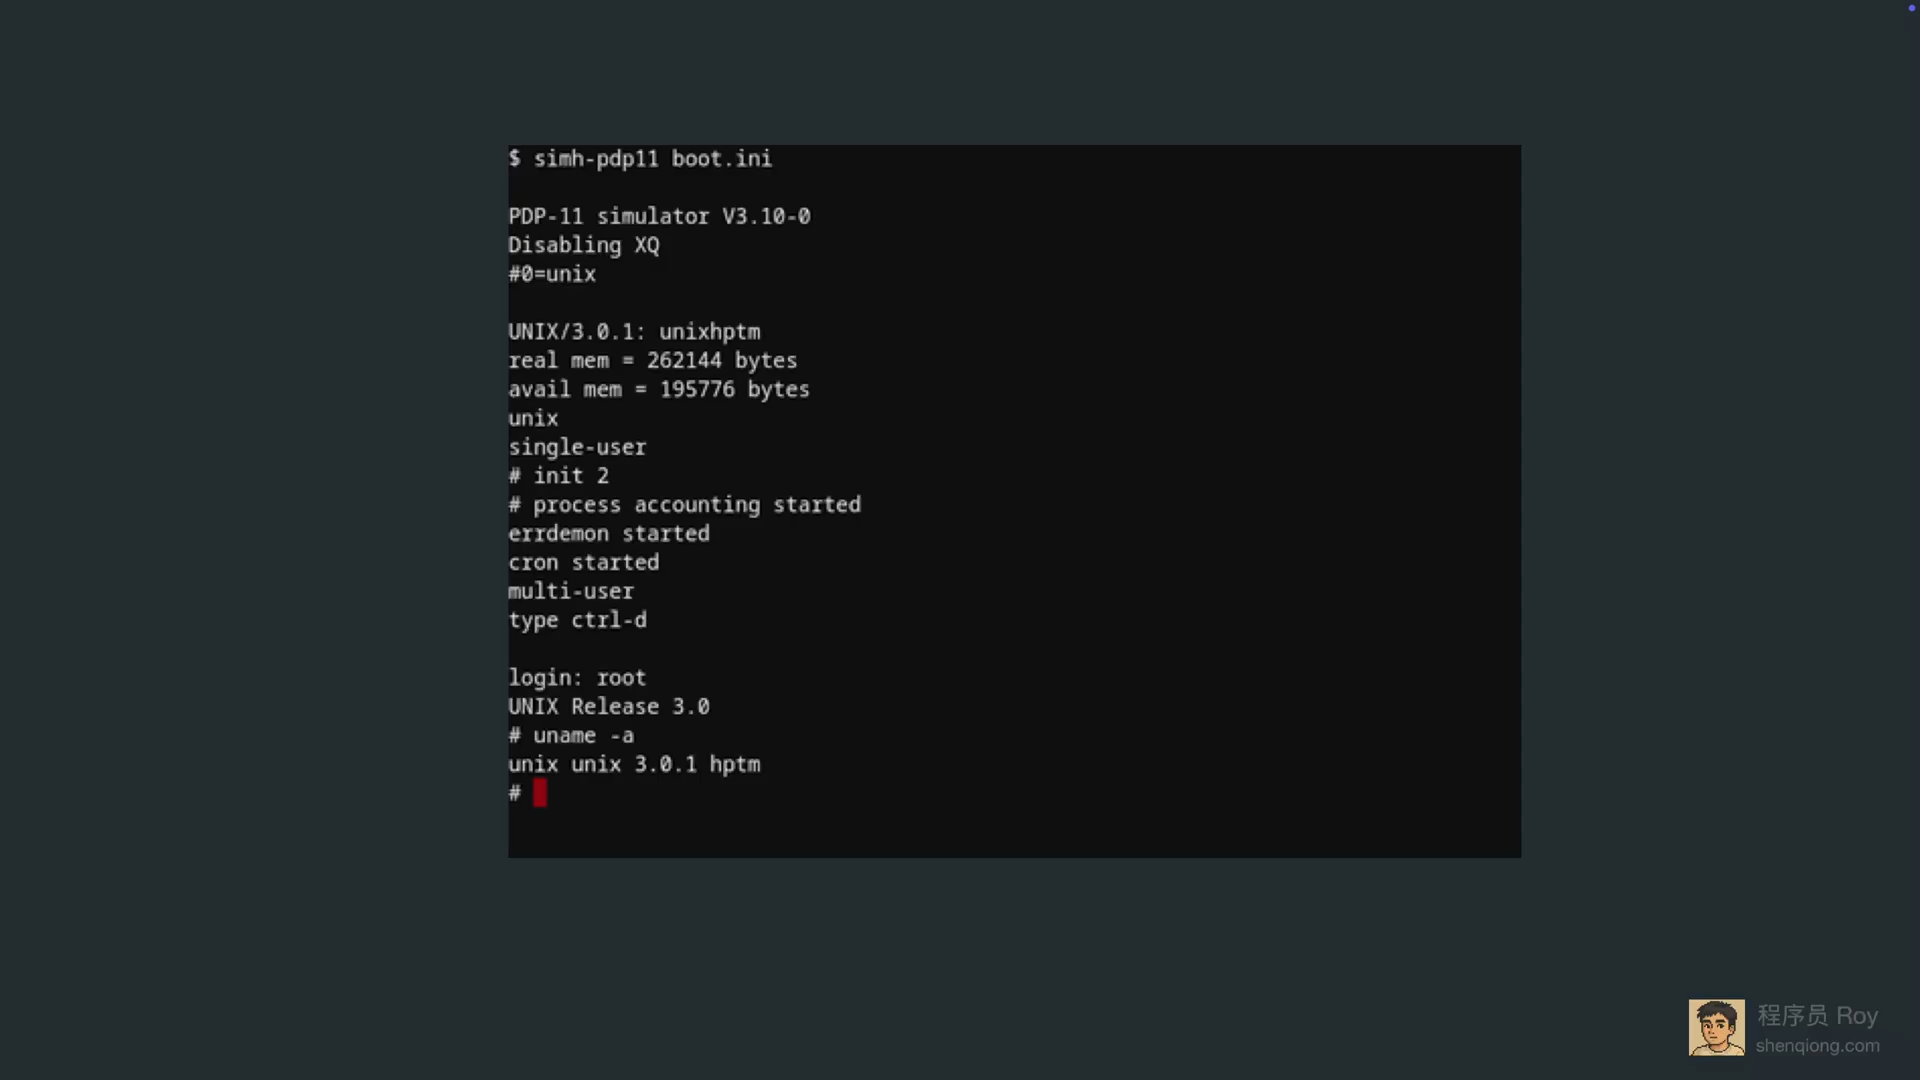 $ simh-pdp11 boot.ini
PDP-11 simulator V3.10-0
Disabling XQ
#0=unix
UNIX/3.0.1: unixhptm
real mem = 262144 bytes
avail mem = 195776 bytes
unix
single-user
# init 2
# process accounting started
errdemon started
cron started
multi-user
type ctrl-d
login: root
UNIX Release 3.0
# uname -a
unix unix 3.0.1 hptm
#
程序员 Roy
shenqiong.com